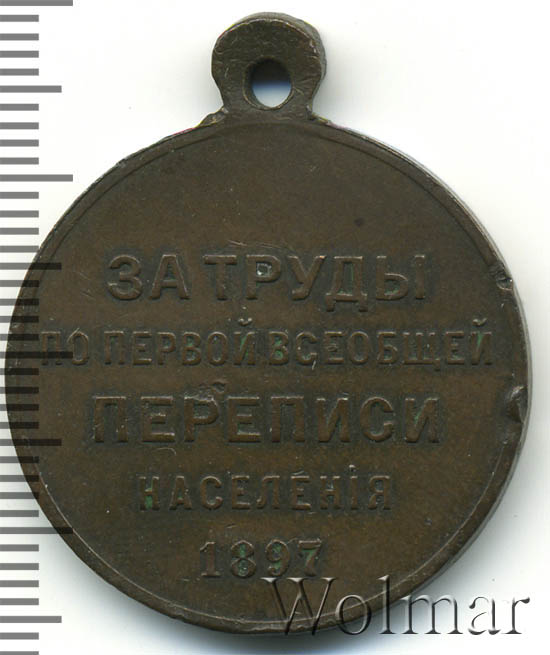 ЗА ТРУДЫ
ПО ПЕРВОЙ ВСЕОБЩЕЙ
ПЕРЕПИСИ
НАСЕЛЕНІЯ
1897
Wolmar